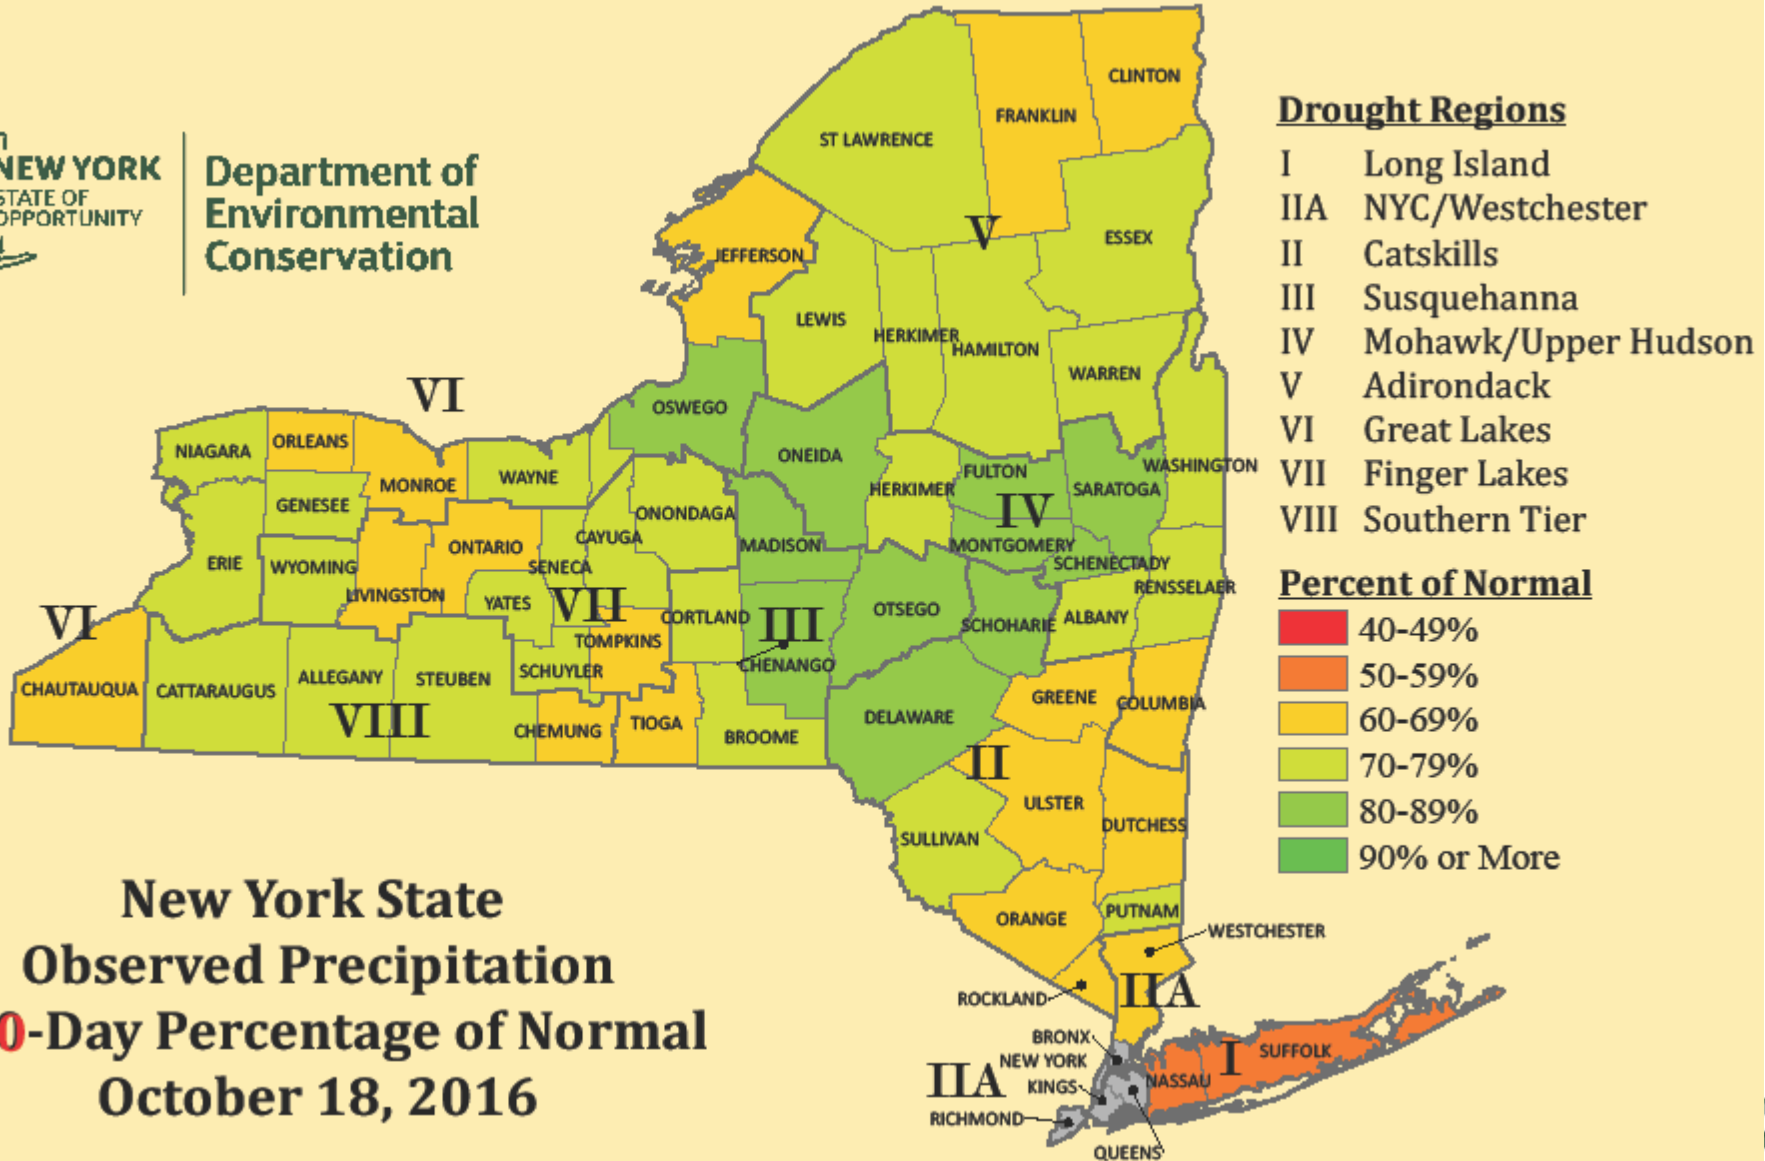 NEW YORK
STATE OF
OPPORTUNITY
Department of
Environmental
Conservation
CLINTON
FRANKLIN
ST LAWRENCE
ESSEX
V
JEFFERSON
LEWIS
HERKIMER
HAMILTON
WARREN
VI
OSWEGO
NIAGARA
ORLEANS
MONROE
WAYNE
ONEIDA
HERKIMER
FULTON
SARATOGA
WASHINGTON
GENESEE
ONONDAGA
IV
ERIE
WYOMING
LIVINGSTON
ONTARIO
SENECA
CAYUGA
MADISON
MONTGOMERY
SCHENECTADY
RENSSELAER
YATES
VII
CORTLAND
III
OTSEGO
SCHOHARIE
ALBANY
VI
TOMPKINS
CHENANGO
CHAUTAUQUA
CATTARAUGUS
ALLEGANY
STEUBEN
SCHUYLER
VIII
CHEMUNG
TIOGA
BROOME
DELAWARE
GREENE
COLUMBIA
II
ULSTER
DUTCHESS
SULLIVAN
ORANGE
PUTNAM
WESTCHESTER
ROCKLAND
IIA
BRONX
NEW YORK
IIA
KINGS
RICHMOND
QUEENS
NASSAU
I
SUFFOLK
Drought Regions
I Long Island
IIA NYC/Westchester
II Catskills
III Susquehanna
IV Mohawk/Upper Hudson
V Adirondack
VI Great Lakes
VII Finger Lakes
VIII Southern Tier
Percent of Normal
40-49%
50-59%
60-69%
70-79%
80-89%
90% or More
New York State
Observed Precipitation
0-Day Percentage of Normal
October 18, 2016